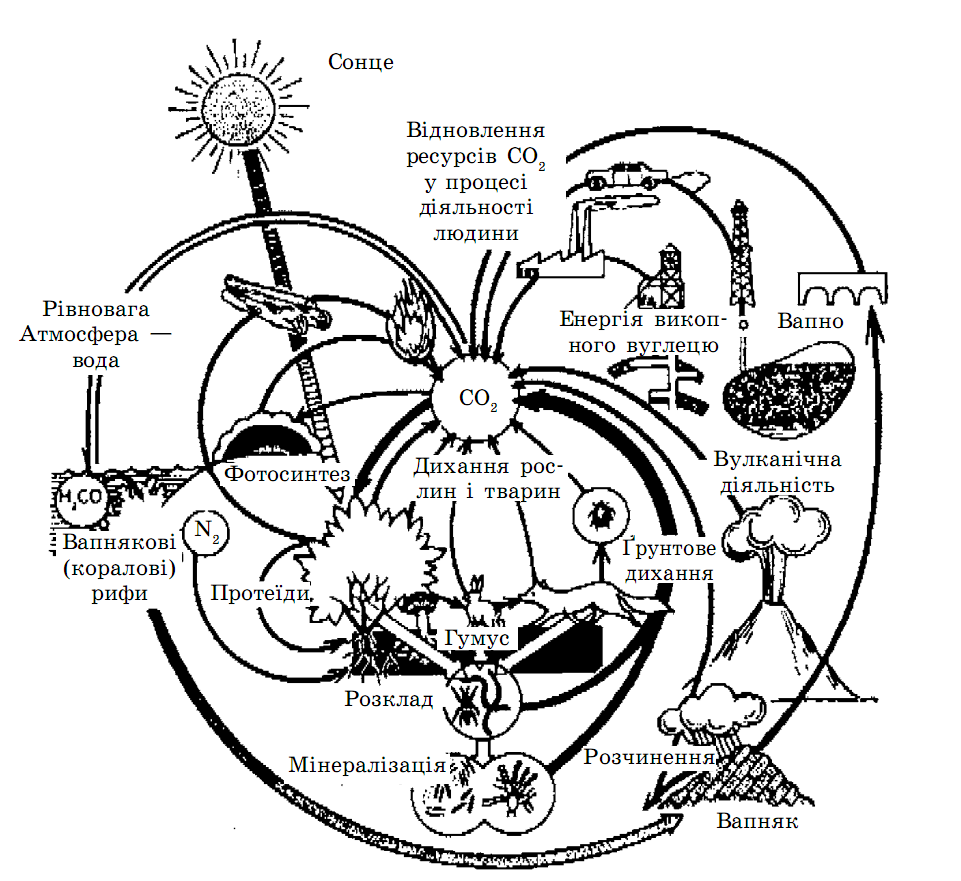 Сонце
Відновлення
ресурсів CO2
у процесі
діяльності
людини
Рівновага
Атмосфера —
вода
Енергія викоп-
ного вуглецю
Вапно
CO2
Фотосинтез
Дихання рос-
лин і тварин
Вулканічна
діяльність
H2CO
N2
Вапнякові
(коралові)
рифи
Ґрунтове
дихання
Протеїди
Гумус
Розклад
Мінералізація
Розчинення
Вапняк